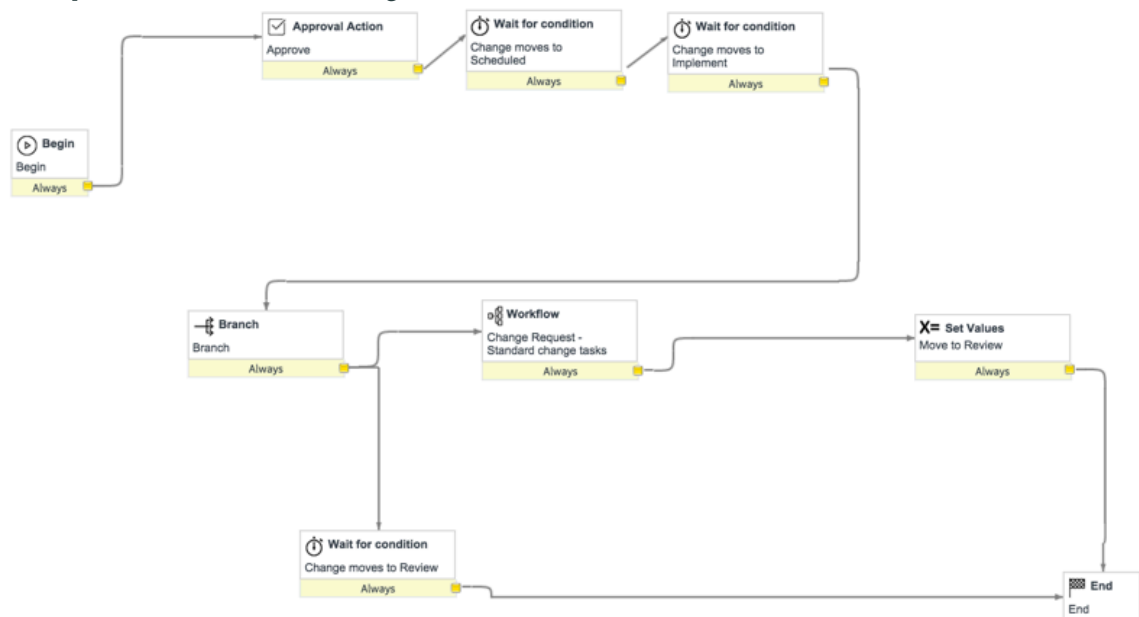 Approval Action
Approve
Always
Wait for condition
Change moves to
Scheduled
Always
Wait for condition
Change moves to
Implement
Always
Begin
Begin
Always
Branch
Branch
Always
Workflow
Change Request -
Standard change tasks
Always
X= Set Values
Move to Review
Always
Wait for condition
Change moves to Review
Always
End
End